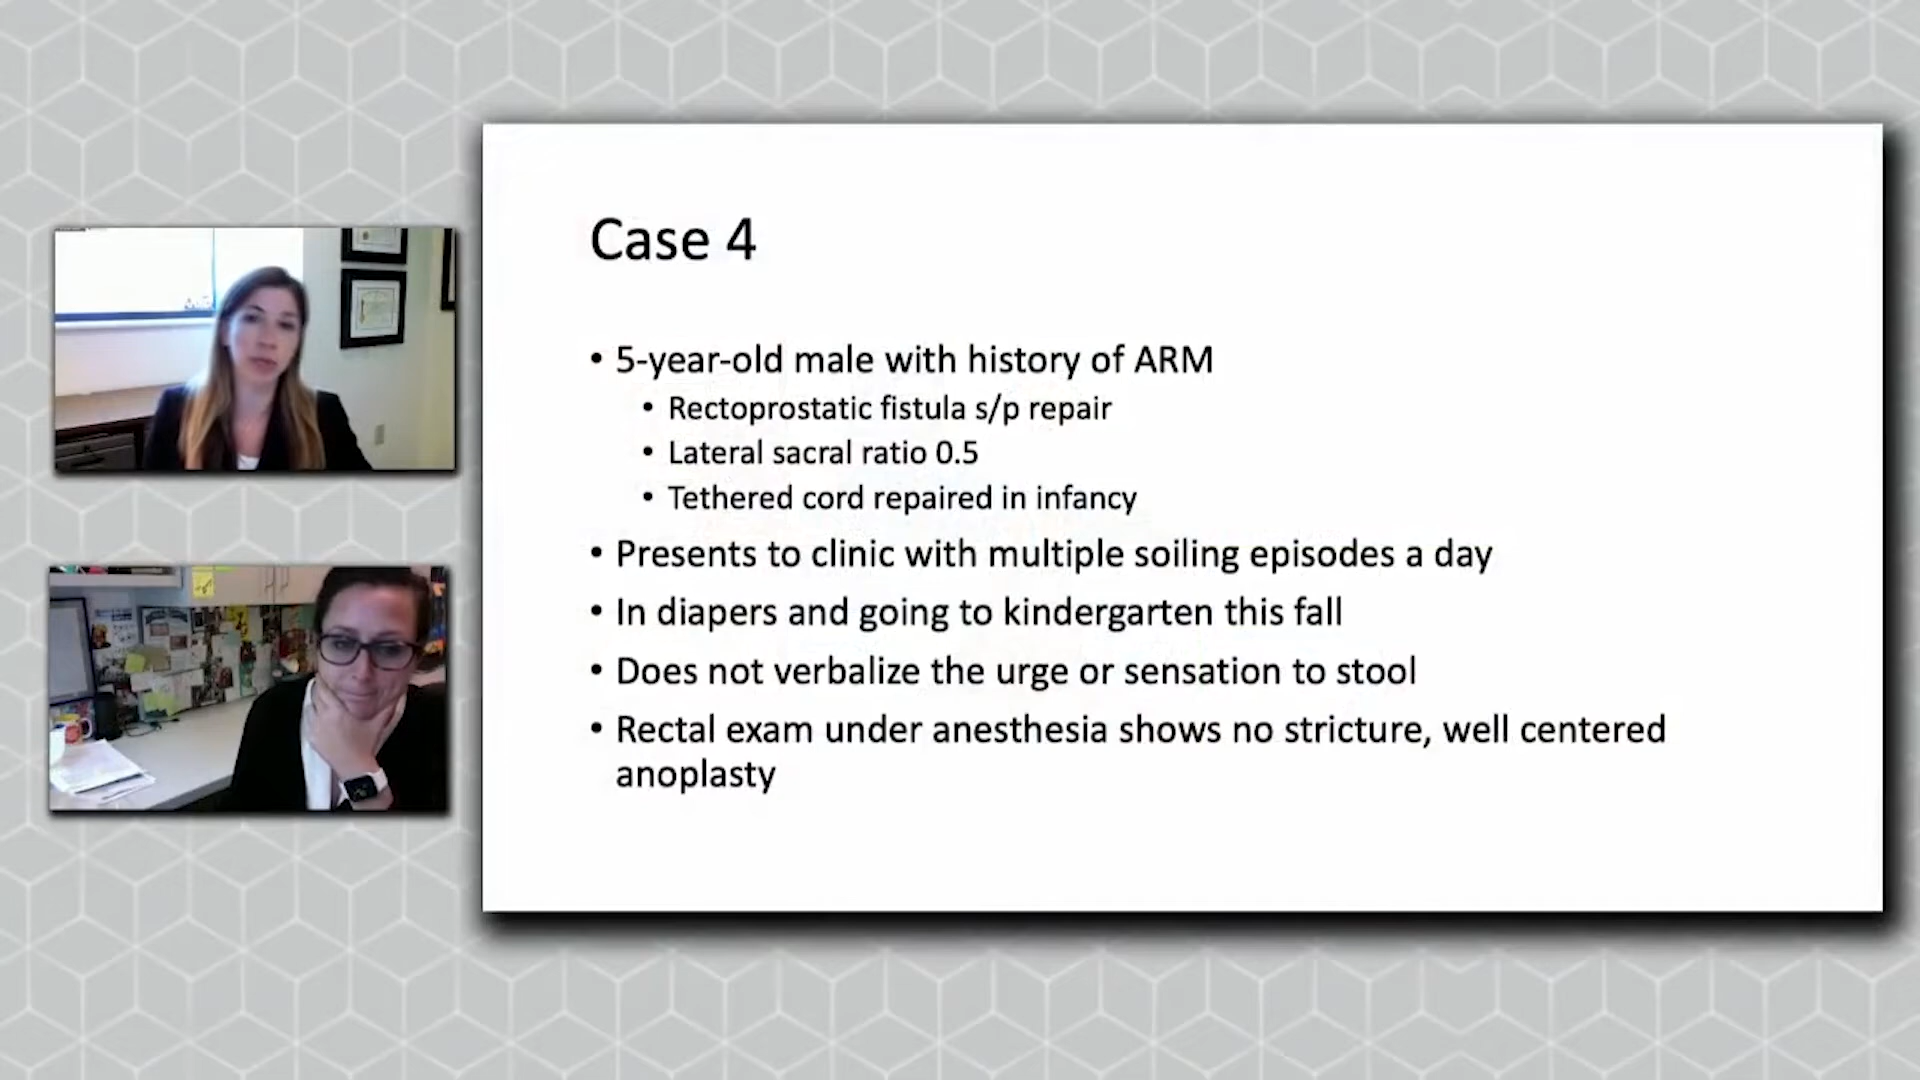 Case 4
• 5-year-old male with history of ARM
• Rectoprostatic fistula s/p repair
• Lateral sacral ratio 0.5
• Tethered cord repaired in infancy
• Presents to clinic with multiple soiling episodes a day
• In diapers and going to kindergarten this fall
• Does not verbalize the urge or sensation to stool
• Rectal exam under anesthesia shows no stricture, well centered
anoplasty